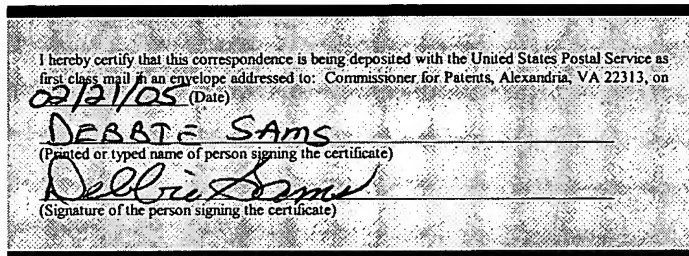 I hereby certify that this correspondence is being deposited with the United States Postal Service as
first class mail in an envelope addressed to: Commissioner for Patents, Alexandria, VA 22313, on
02/21/05 (Date)
DEBBIE SAMS
(Printed or typed name of person signing the certificate)
Debbie Sams
(Signature of the person signing the certificate)